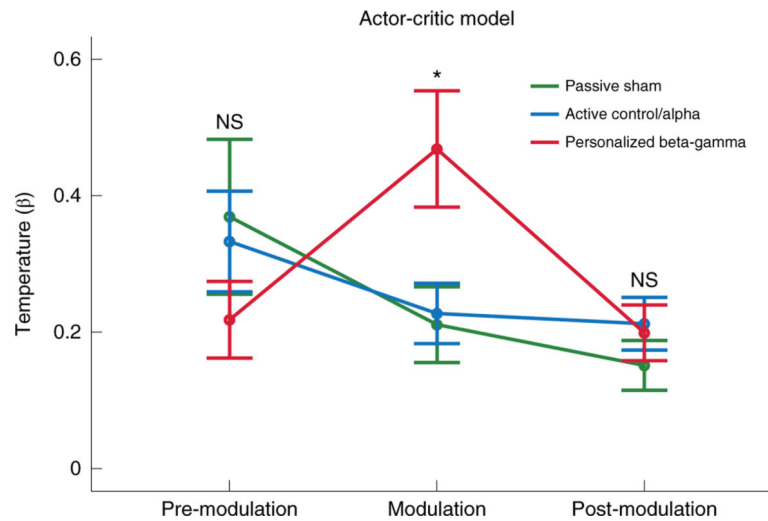 Actor-critic model
0.6
*
Passive sham
Active control/alpha
NS
Personalized beta-gamma
0.4
Temperature (β)
NS
0.2
0
Pre-modulation
Modulation
Post-modulation